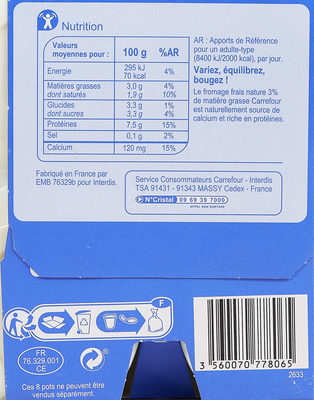 Nutrition
Valeurs moyennes pour : 100 g %AR
Energie 295 kJ 4%
70 kcal
Matières grasses 3,0 g 4%
dont saturés 1,9 g 10%
Glucides 3,3 g 1%
dont sucres 3,3 g 4%
Protéines 7,5 g 15%
Sel 0,1 g 2%
Calcium 120 mg 15%
AR : Apports de Référence
pour un adulte-type
(8400 kJ/2000 kcal), par jour.
Variez, équilibrez,
bougez !
Le fromage frais nature 3%
de matière grasse Carrefour
est naturellement source de
calcium et riche en protéines.
Fabriqué en France par
EMB 76329b pour Interdis.
Service Consommateurs Carrefour - Interdis
TSA 91431 - 91343 MASSY Cedex - France
N°Cristal 09 69 39 7000
APPEL NON SURTAXÉ
F
FR
76.329.001
CE
Ces 8 pots ne peuvent être
vendus séparément.
3 560070 778065
2633